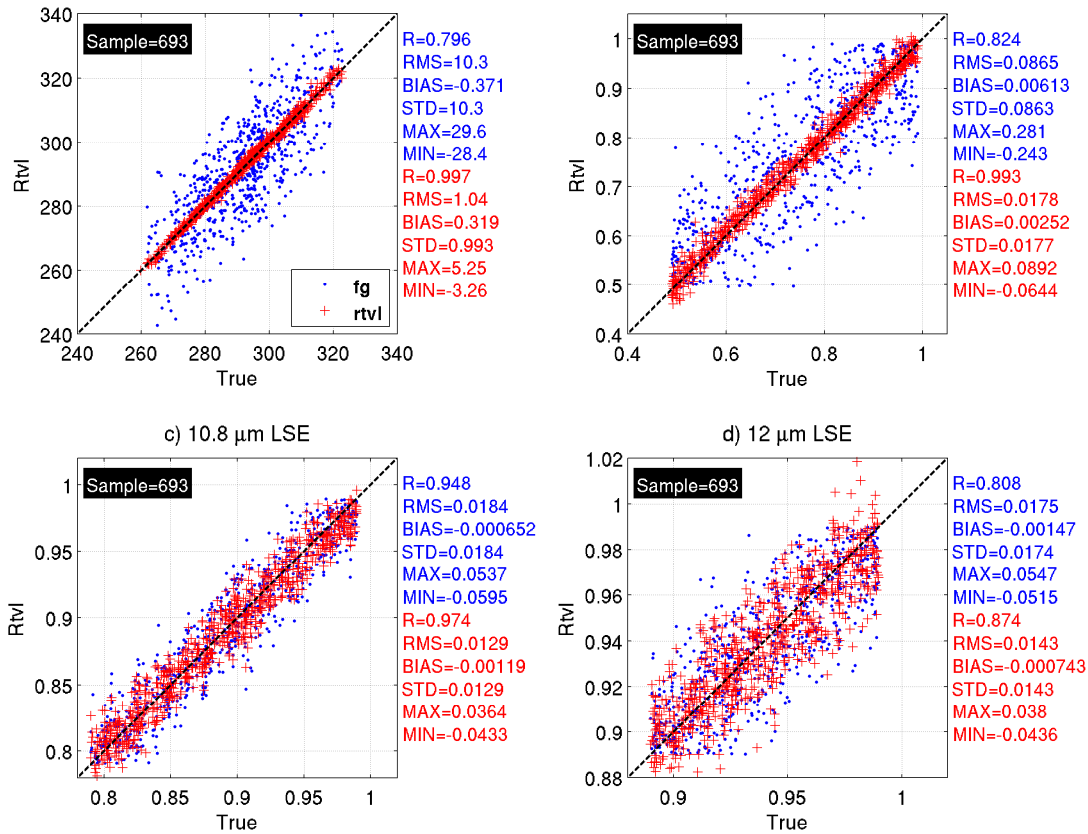 340
320
300
280
260
240
Rtvl
Sample=693
fg
rtvl
240 260 280 300 320 340
True
R=0.796
RMS=10.3
BIAS=-0.371
STD=10.3
MAX=29.6
MIN=-28.4
R=0.997
RMS=1.04
BIAS=0.319
STD=0.993
MAX=5.25
MIN=-3.26
1
0.9
0.8
0.7
0.6
0.5
0.4
Rtvl
Sample=693
0.4 0.6 0.8 1
True
R=0.824
RMS=0.0865
BIAS=0.00613
STD=0.0863
MAX=0.281
MIN=-0.243
R=0.993
RMS=0.0178
BIAS=0.00252
STD=0.0177
MAX=0.0892
MIN=-0.0644
c) 10.8 μm LSE
1
0.95
0.9
0.85
0.8
Rtvl
Sample=693
0.8 0.85 0.9 0.95 1
True
R=0.948
RMS=0.0184
BIAS=-0.000652
STD=0.0184
MAX=0.0537
MIN=-0.0595
R=0.974
RMS=0.0129
BIAS=-0.00119
STD=0.0129
MAX=0.0364
MIN=-0.0433
d) 12 μm LSE
1.02
1
0.98
0.96
0.94
0.92
0.9
0.88
Rtvl
Sample=693
0.9 0.95 1
True
R=0.808
RMS=0.0175
BIAS=-0.00147
STD=0.0174
MAX=0.0547
MIN=-0.0515
R=0.874
RMS=0.0143
BIAS=-0.000743
STD=0.0143
MAX=0.038
MIN=-0.0436